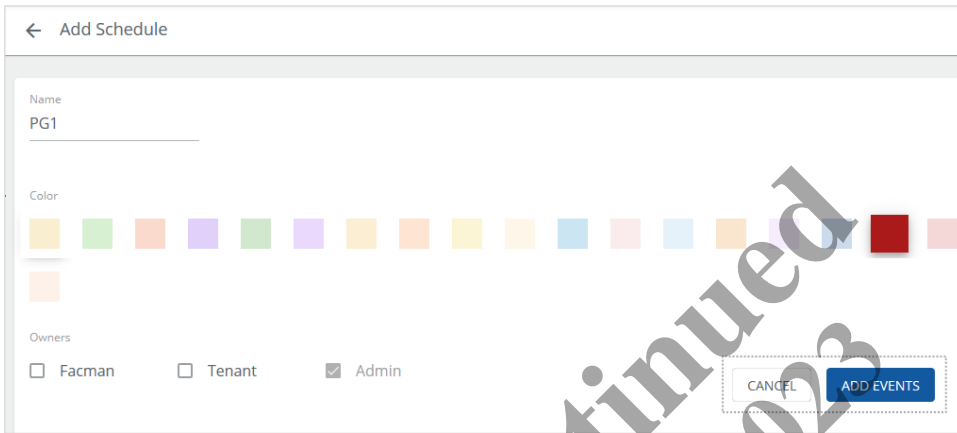 Add Schedule
Name
PG1
Color
Owners
Facman Tenant Admin
CANCEL ADD EVENTS